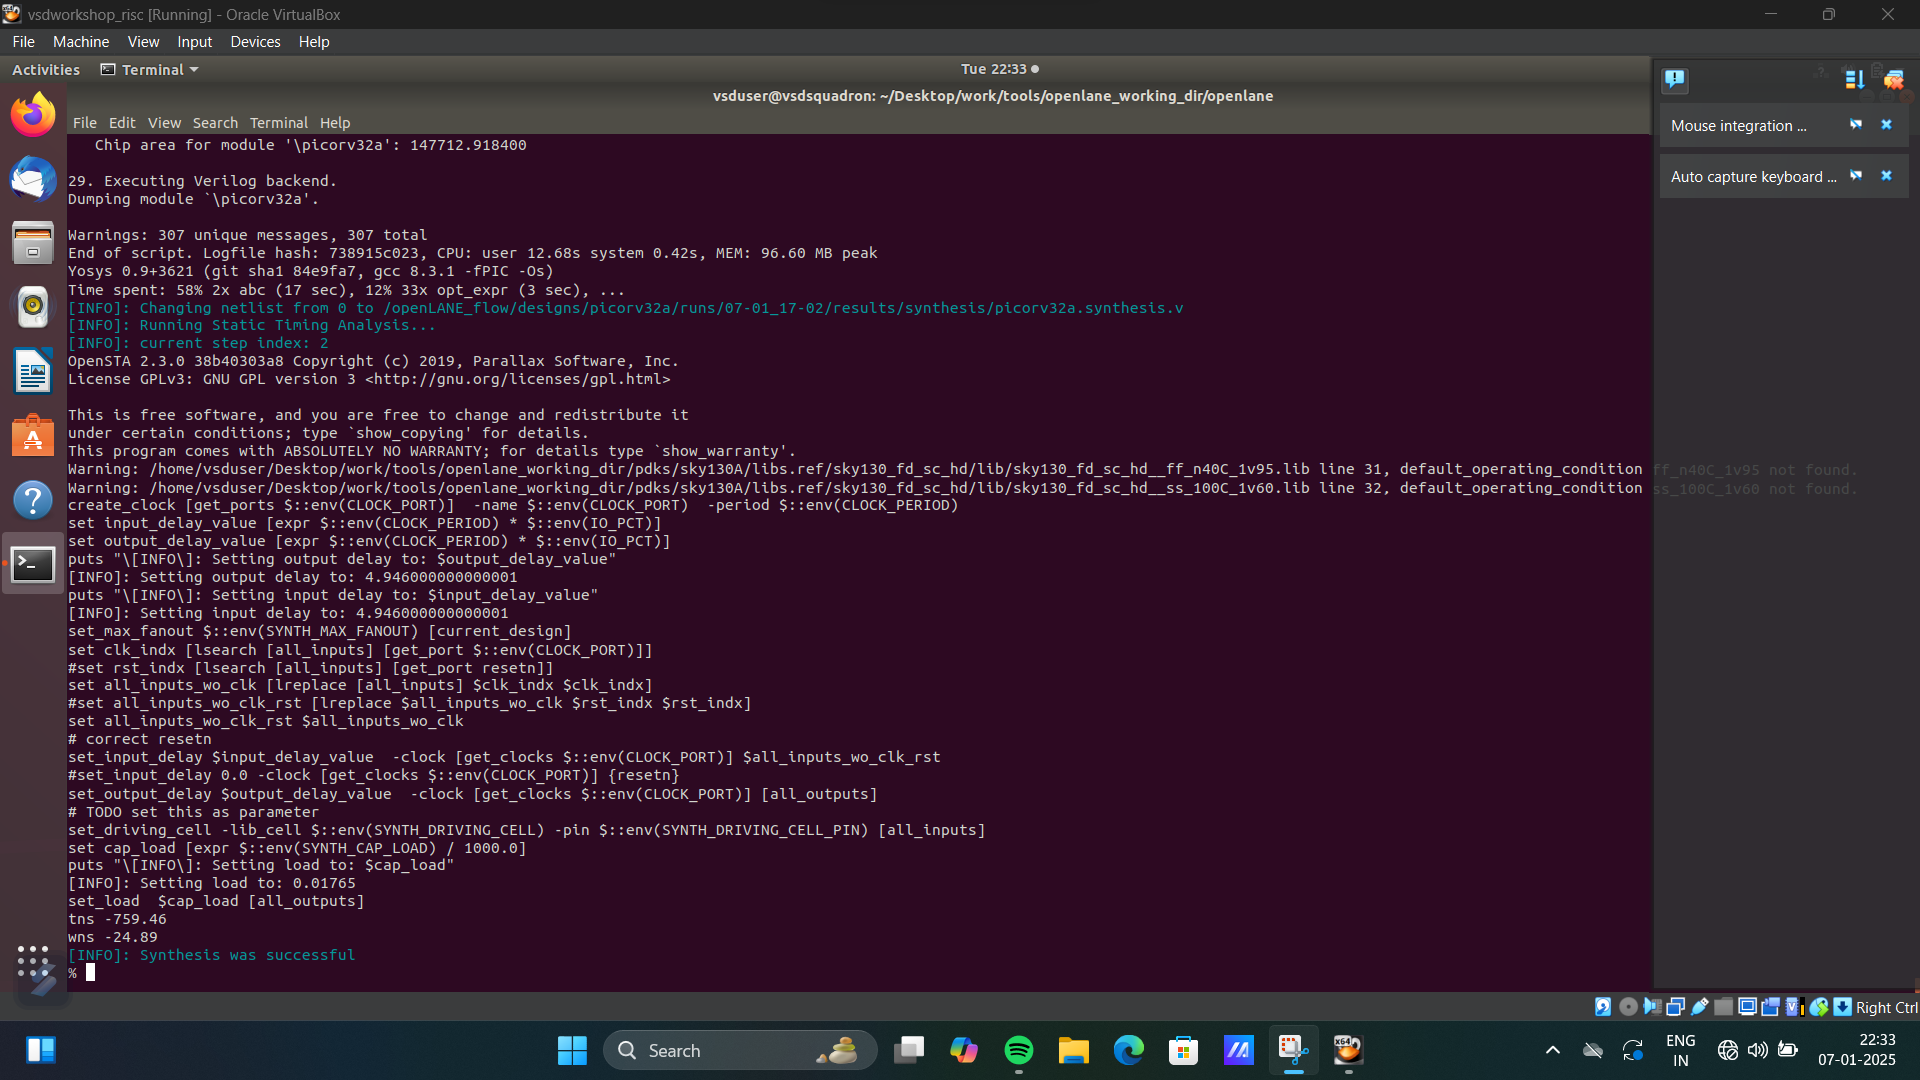 vsdworkshop_risc [Running] - Oracle VirtualBox
File Machine View Input Devices Help
Activities Terminal Tue 22:33
vsduser@vsdsquadron: ~/Desktop/work/tools/openlane_working_dir/openlane
File Edit View Search Terminal Help
Mouse integration ...
Auto capture keyboard ...
Chip area for module '\picorv32a': 147712.918400
29. Executing Verilog backend.
Dumping module `\picorv32a'.
Warnings: 307 unique messages, 307 total
End of script. Logfile hash: 738915c023, CPU: user 12.68s system 0.42s, MEM: 96.60 MB peak
Yosys 0.9+3621 (git sha1 84e9fa7, gcc 8.3.1 -fPIC -Os)
Time spent: 58% 2x abc (17 sec), 12% 33x opt_expr (3 sec), ...
[INFO]: Changing netlist from 0 to /openLANE_flow/designs/picorv32a/runs/07-01_17-02/results/synthesis/picorv32a.synthesis.v
[INFO]: Running Static Timing Analysis...
[INFO]: current step index: 2
OpenSTA 2.3.0 38b40303a8 Copyright (c) 2019, Parallax Software, Inc.
License GPLv3: GNU GPL version 3 <http://gnu.org/licenses/gpl.html>
This is free software, and you are free to change and redistribute it
under certain conditions; type `show_copying' for details.
This program comes with ABSOLUTELY NO WARRANTY; for details type `show_warranty'.
Warning: /home/vsduser/Desktop/work/tools/openlane_working_dir/pdks/sky130A/libs.ref/sky130_fd_sc_hd/lib/sky130_fd_sc_hd__ff_n40C_1v95.lib line 31, default_operating_condition ff_n40C_1v95 not found.
Warning: /home/vsduser/Desktop/work/tools/openlane_working_dir/pdks/sky130A/libs.ref/sky130_fd_sc_hd/lib/sky130_fd_sc_hd__ss_100C_1v60.lib line 32, default_operating_condition ss_100C_1v60 not found.
create_clock [get_ports $::env(CLOCK_PORT)]  -name $::env(CLOCK_PORT)  -period $::env(CLOCK_PERIOD)
set input_delay_value [expr $::env(CLOCK_PERIOD) * $::env(IO_PCT)]
set output_delay_value [expr $::env(CLOCK_PERIOD) * $::env(IO_PCT)]
puts "\[INFO\]: Setting output delay to: $output_delay_value"
[INFO]: Setting output delay to: 4.946000000000001
puts "\[INFO\]: Setting input delay to: $input_delay_value"
[INFO]: Setting input delay to: 4.946000000000001
set_max_fanout $::env(SYNTH_MAX_FANOUT) [current_design]
set clk_indx [lsearch [all_inputs] [get_port $::env(CLOCK_PORT)]]
#set rst_indx [lsearch [all_inputs] [get_port resetn]]
set all_inputs_wo_clk [lreplace [all_inputs] $clk_indx $clk_indx]
#set all_inputs_wo_clk_rst [lreplace $all_inputs_wo_clk $rst_indx $rst_indx]
set all_inputs_wo_clk_rst $all_inputs_wo_clk
# correct resetn
set_input_delay $input_delay_value  -clock [get_clocks $::env(CLOCK_PORT)] $all_inputs_wo_clk_rst
#set_input_delay 0.0 -clock [get_clocks $::env(CLOCK_PORT)] {resetn}
set_output_delay $output_delay_value  -clock [get_clocks $::env(CLOCK_PORT)] [all_outputs]
# TODO set this as parameter
set_driving_cell -lib_cell $::env(SYNTH_DRIVING_CELL) -pin $::env(SYNTH_DRIVING_CELL_PIN) [all_inputs]
set cap_load [expr $::env(SYNTH_CAP_LOAD) / 1000.0]
puts "\[INFO\]: Setting load to: $cap_load"
[INFO]: Setting load to: 0.01765
set_load  $cap_load [all_outputs]
tns -759.46
wns -24.89
[INFO]: Synthesis was successful
%
Right Ctrl
Search
ENG
IN
22:33
07-01-2025